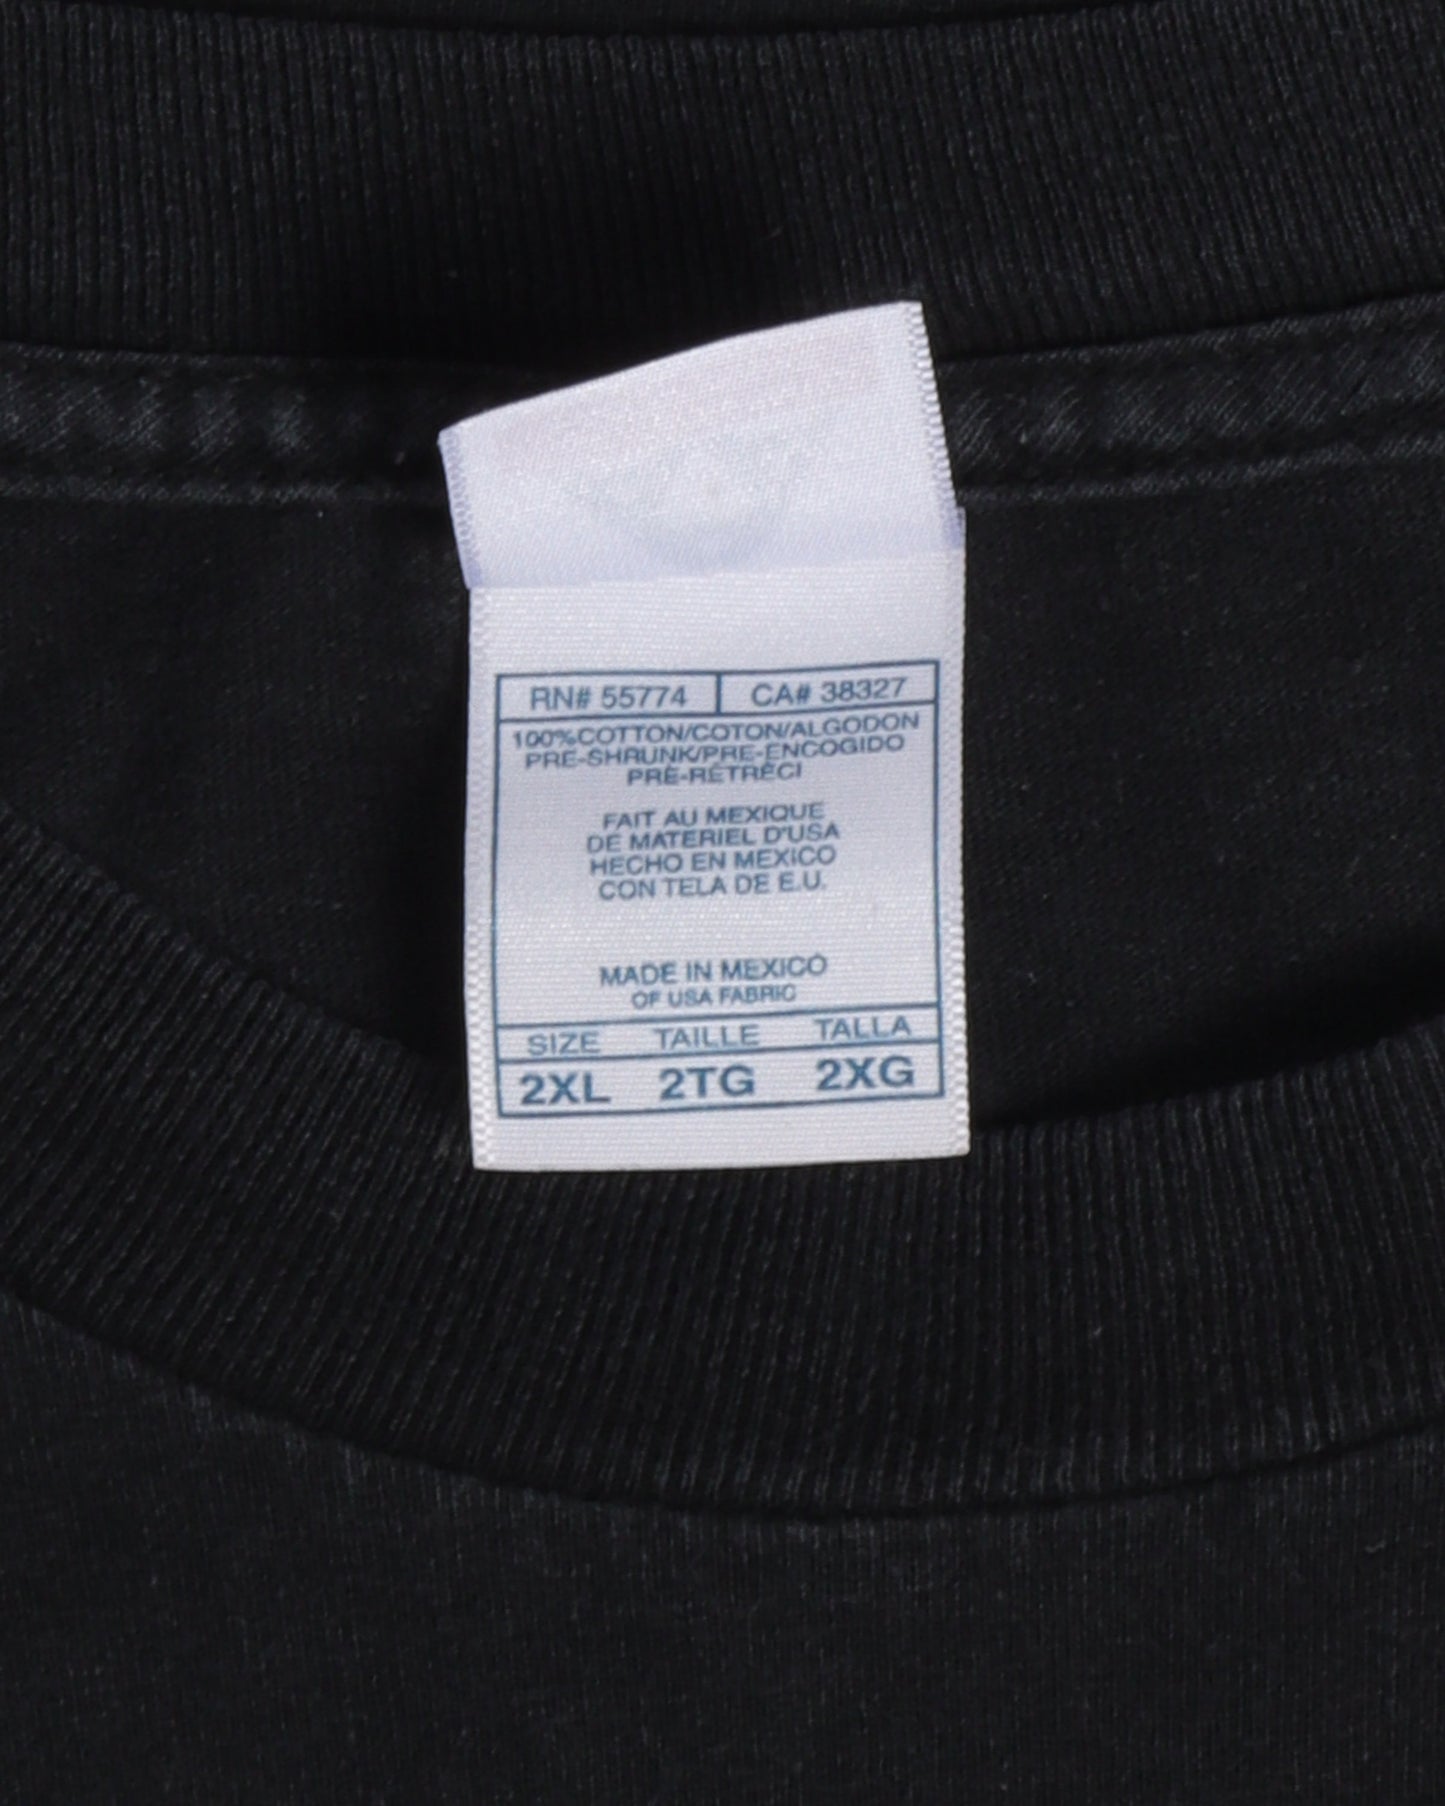 RN# 55774 CA# 38327
100%COTTON/COTON/ALGODON
PRE-SHRUNK/PRE-ENCOGIDO
PRÉ-RÉTRÉCI
FAIT AU MEXIQUE
DE MATERIEL D'USA
HECHO EN MEXICO
CON TELA DE E.U.
MADE IN MEXICO
OF USA FABRIC
SIZE TAILLE TALLA
2XL 2TG 2XG